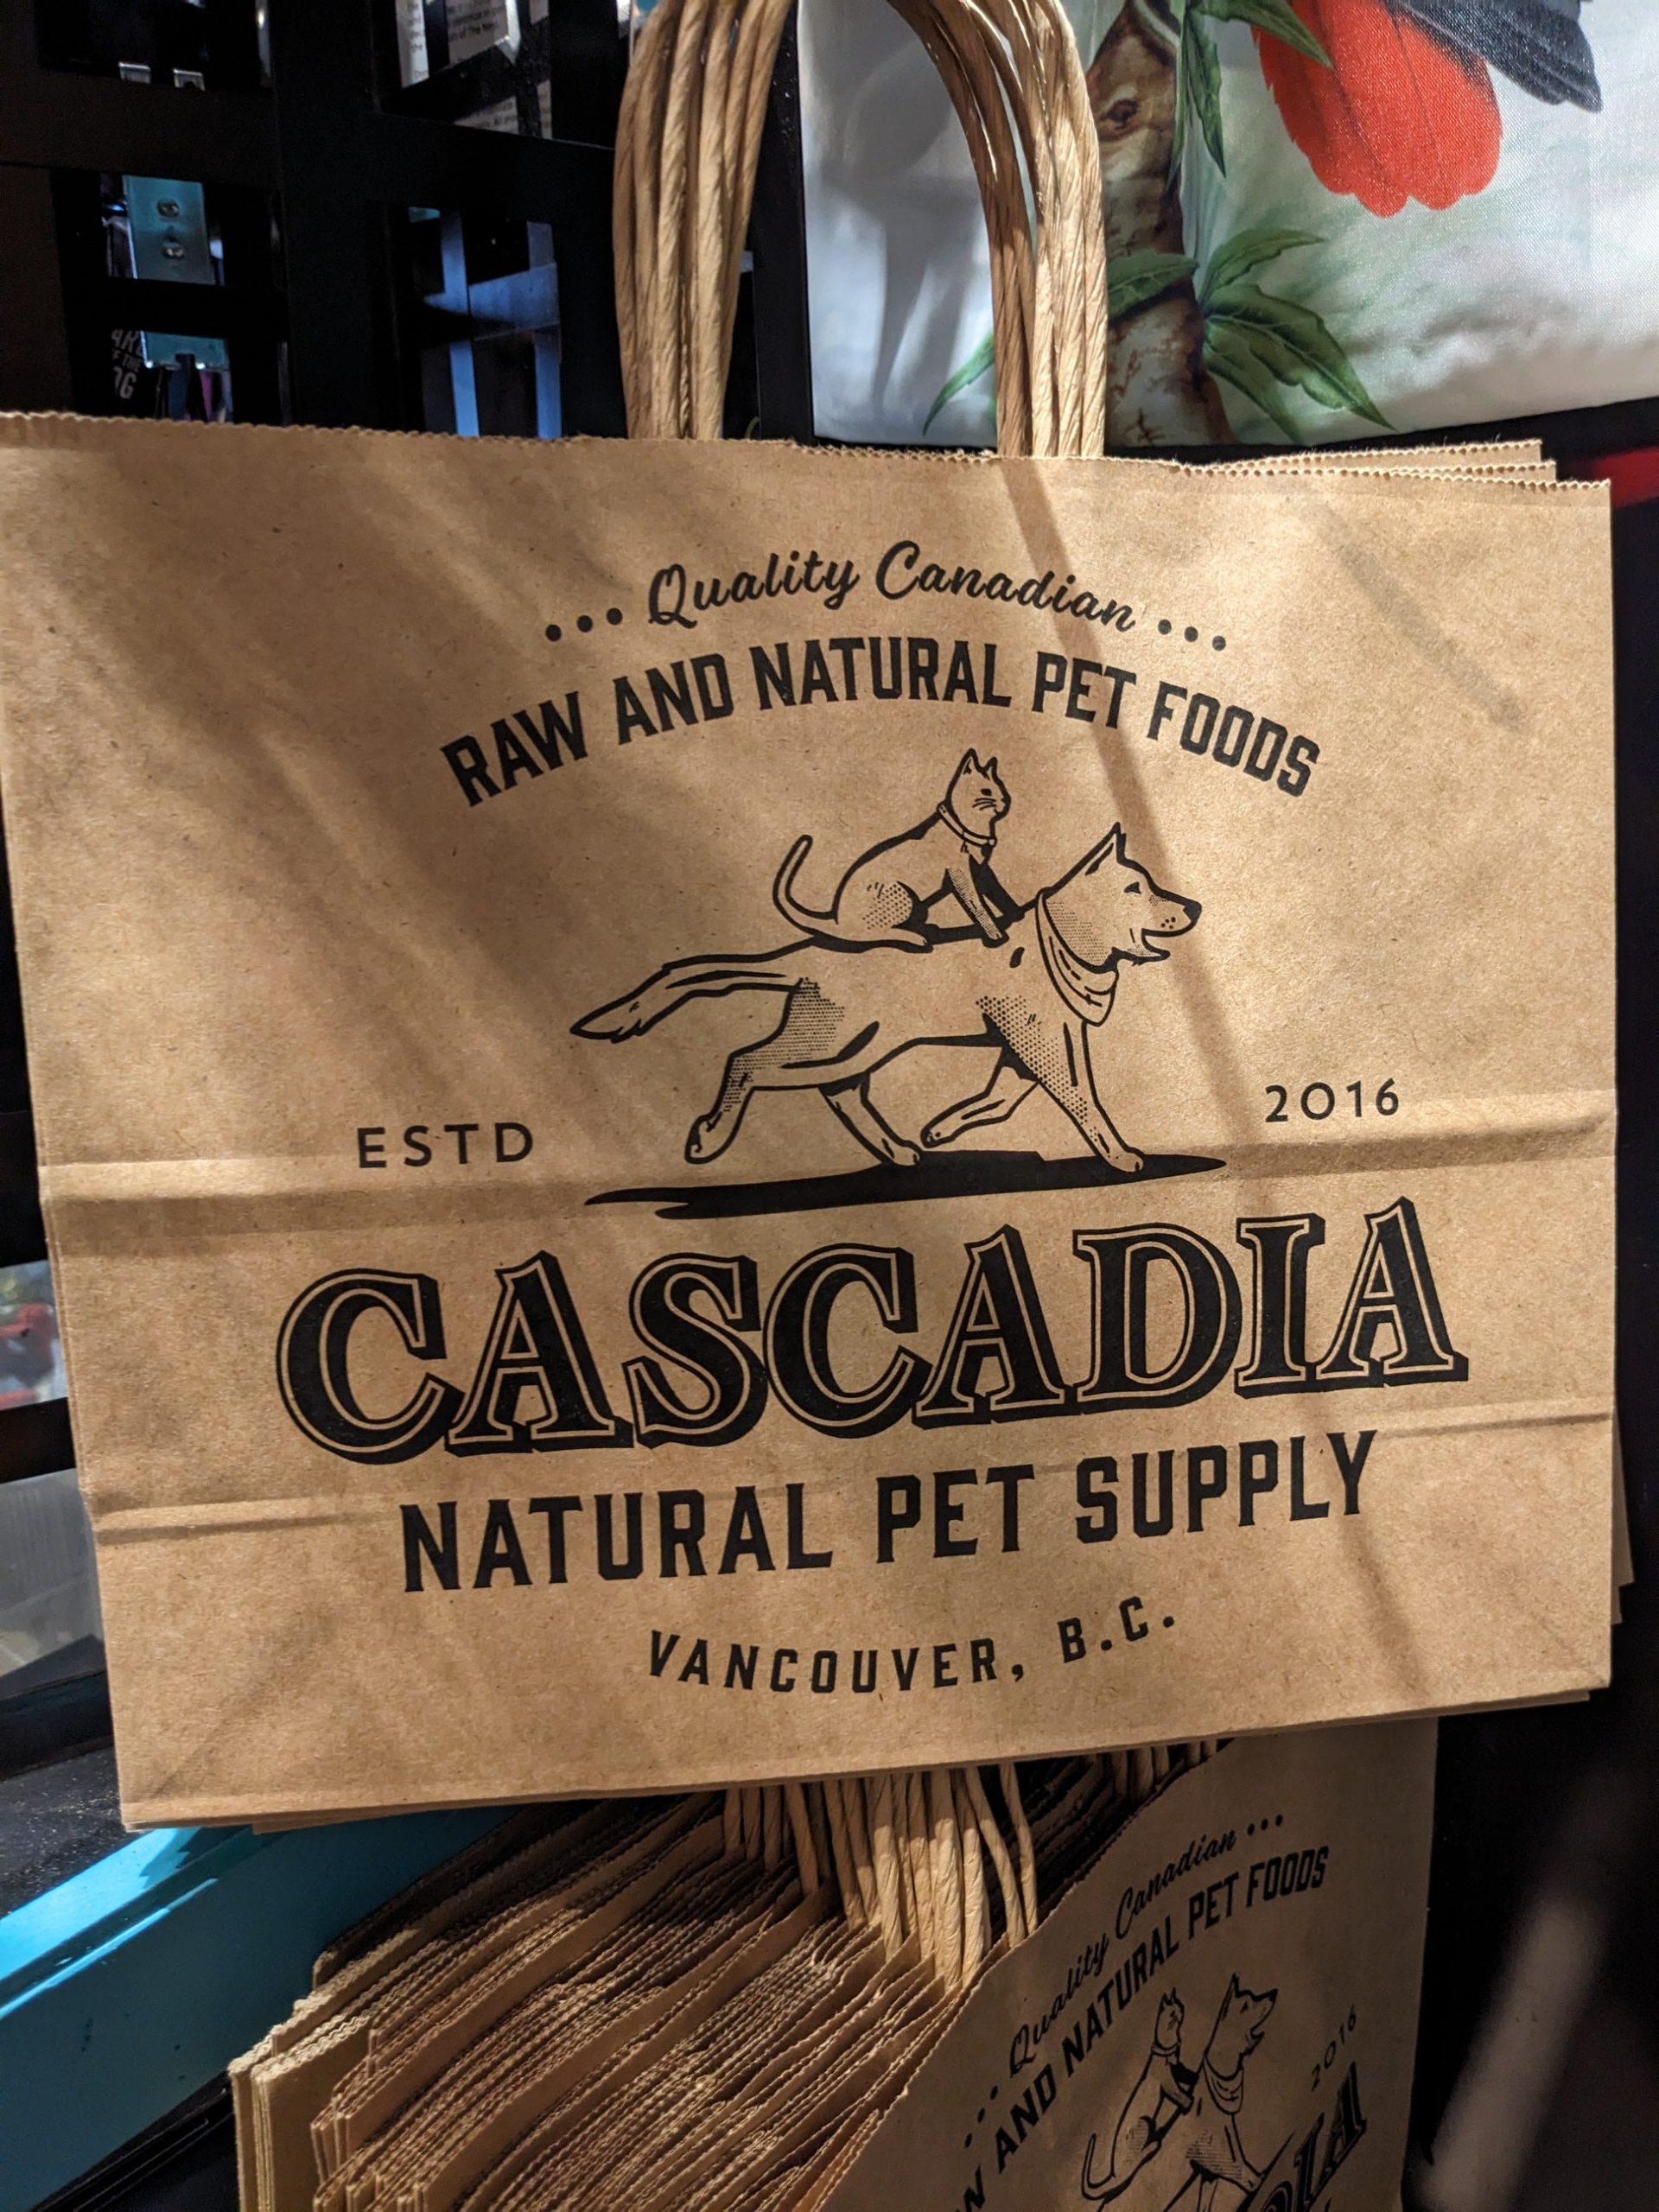 Quality Canadian
RAW AND NATURAL PET FOODS
ESTD 2016
CASCADIA
NATURAL PET SUPPLY
VANCOUVER, B.C.
Quality Canadian
AND NATURAL PET FOODS
2016